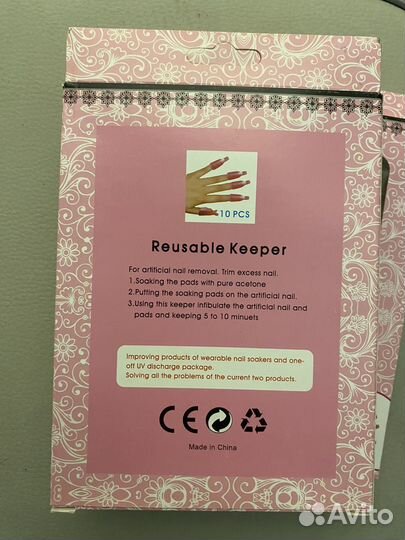 10 PCS
Reusable Keeper
For artificial nail removal. Trim excess nail.
1.Soaking the pads with pure acetone
2.Putting the soaking pads on the artificial nail.
3.Using this keeper infibulate the artificial nail and
pads and keeping 5 to 10 minuets
Improving products of wearable nail soakers and one-
off UV discharge package.
Solving all the problems of the current two products.
CE
Made in China
Avito